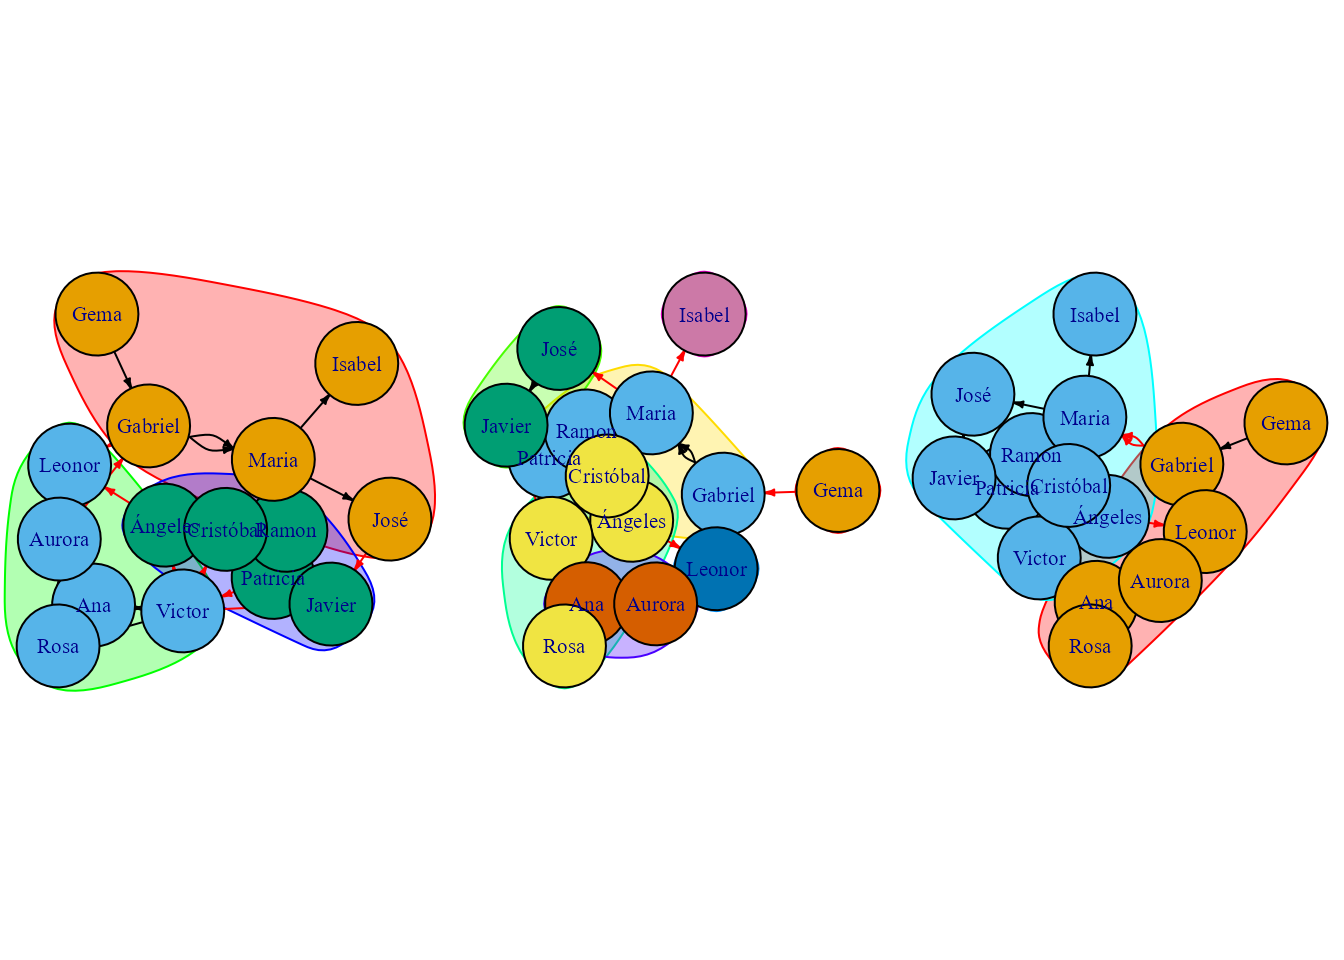 Gema
Isabel
Gabriel
Maria
Leonor
José
Ángeles
Cristóbal
Ramon
Aurora
Patricia
Ana
Victor
Javier
Rosa
Isabel
José
Maria
Javier
Ramon
Patricia
Cristóbal
Gabriel
Gema
Ángeles
Victor
Leonor
Ana
Aurora
Rosa
Isabel
José
Maria
Gema
Ramon
Gabriel
Javier
Patricia
Cristóbal
Ángeles
Leonor
Victor
Aurora
Ana
Rosa